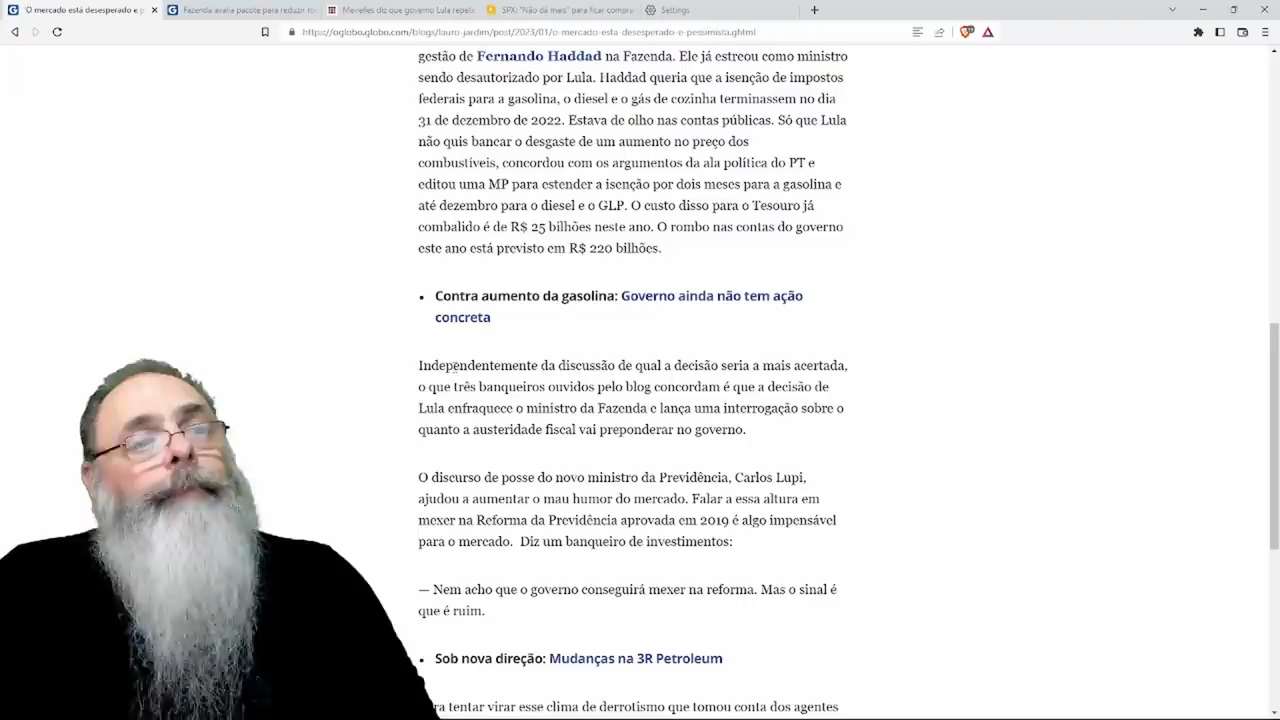 'O mercado está desesperado e p
Fazenda avalia pacote para reduzir ro
Meirelles diz que governo Lula repete
SPX: "Não dá mais" para ficar compra
Settings
https://oglobo.globo.com/blogs/lauro-jardim/post/2023/01/o-mercado-esta-desesperado-e-pessimista.ghtml
gestão de Fernando Haddad na Fazenda. Ele já estreou como ministro
sendo desautorizado por Lula. Haddad queria que a isenção de impostos
federais para a gasolina, o diesel e o gás de cozinha terminassem no dia
31 de dezembro de 2022. Estava de olho nas contas públicas. Só que Lula
não quis bancar o desgaste de um aumento no preço dos
combustíveis, concordou com os argumentos da ala política do PT e
editou uma MP para estender a isenção por dois meses para a gasolina e
até dezembro para o diesel e o GLP. O custo disso para o Tesouro já
combalido é de R$ 25 bilhões neste ano. O rombo nas contas do governo
este ano está previsto em R$ 220 bilhões.
• Contra aumento da gasolina: Governo ainda não tem ação
concreta
Independentemente da discussão de qual a decisão seria a mais acertada,
o que três banqueiros ouvidos pelo blog concordam é que a decisão de
Lula enfraquece o ministro da Fazenda e lança uma interrogação sobre o
quanto a austeridade fiscal vai preponderar no governo.
O discurso de posse do novo ministro da Previdência, Carlos Lupi,
ajudou a aumentar o mau humor do mercado. Falar a essa altura em
mexer na Reforma da Previdência aprovada em 2019 é algo impensável
para o mercado. Diz um banqueiro de investimentos:
— Nem acho que o governo conseguirá mexer na reforma. Mas o sinal é
que é ruim.
• Sob nova direção: Mudanças na 3R Petroleum
ra tentar virar esse clima de derrotismo que tomou conta dos agentes